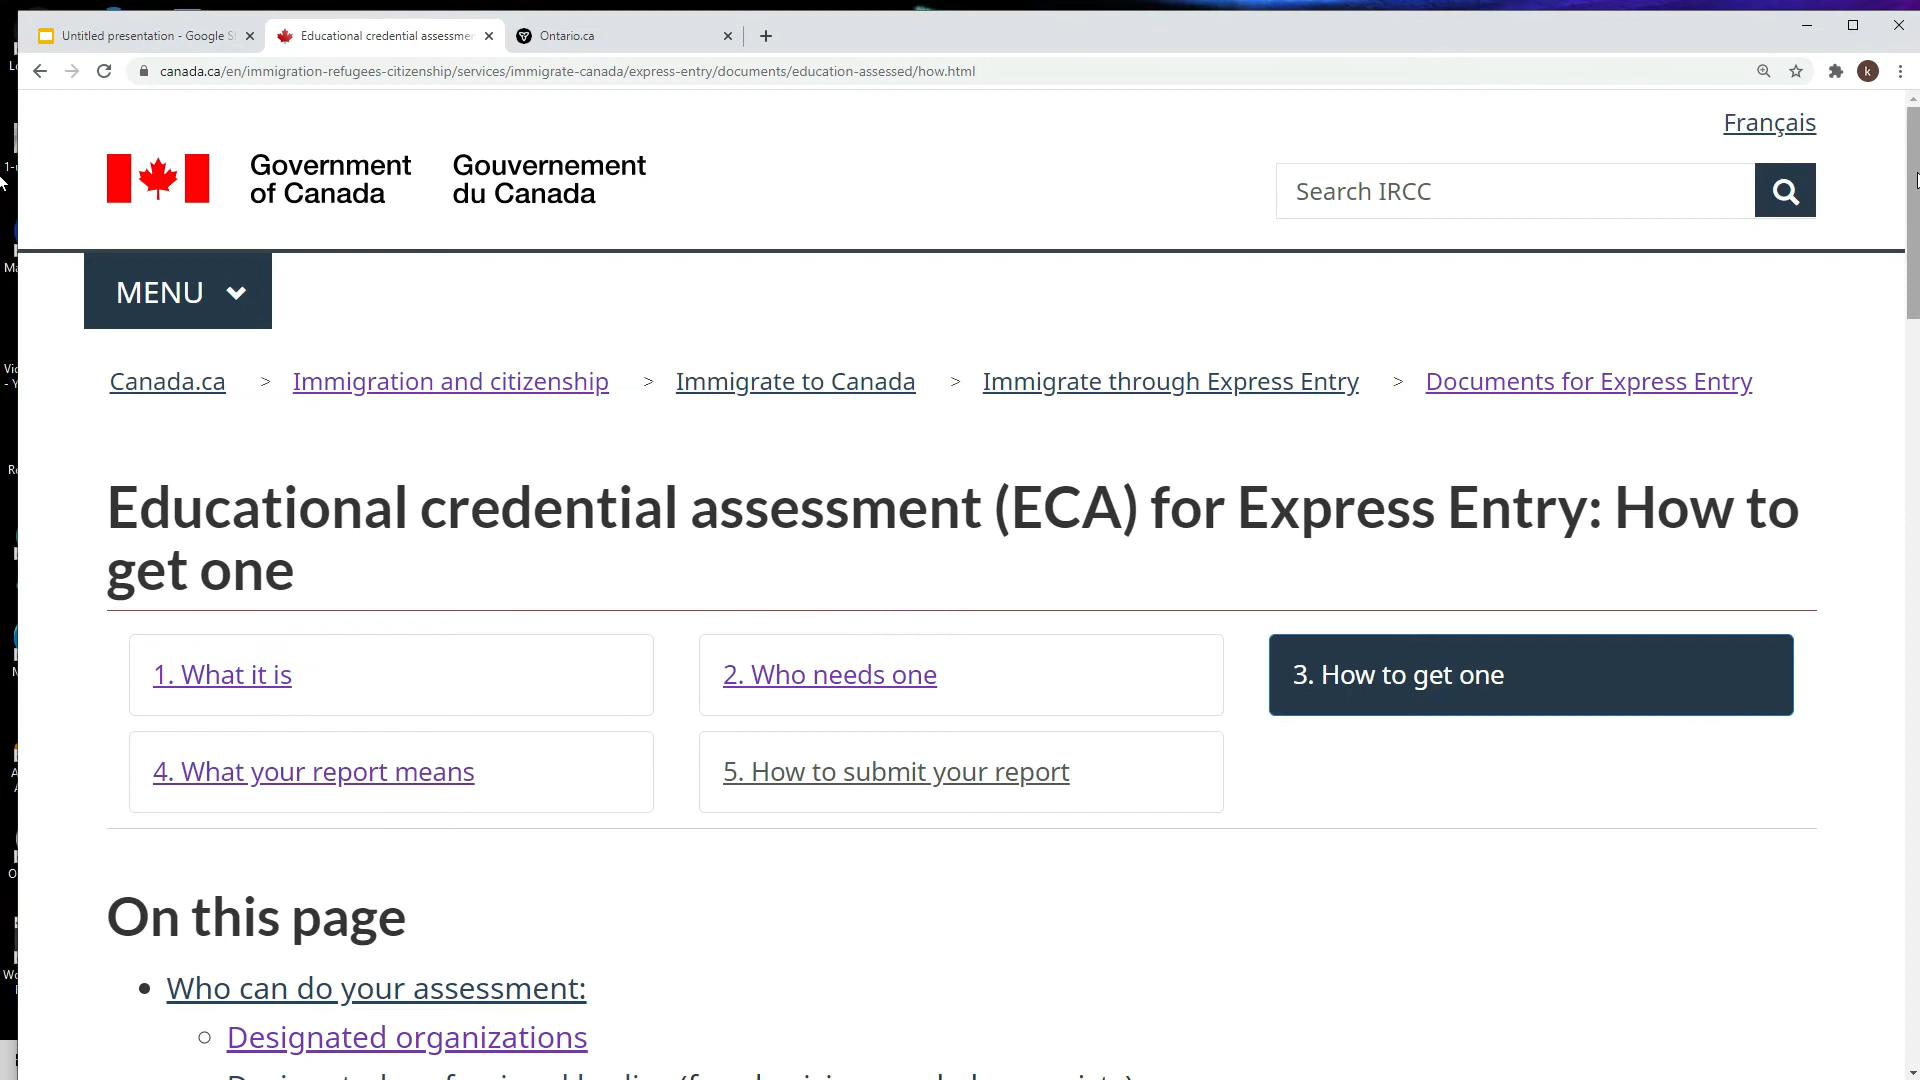 Untitled presentation - Google S
Educational credential assessmen
Ontario.ca
canada.ca/en/immigration-refugees-citizenship/services/immigrate-canada/express-entry/documents/education-assessed/how.html
k
Français
Government of Canada
Gouvernement du Canada
Search IRCC
MENU
Canada.ca > Immigration and citizenship > Immigrate to Canada > Immigrate through Express Entry > Documents for Express Entry
Educational credential assessment (ECA) for Express Entry: How to
get one
1. What it is
2. Who needs one
3. How to get one
4. What your report means
5. How to submit your report
On this page
Who can do your assessment:
Designated organizations